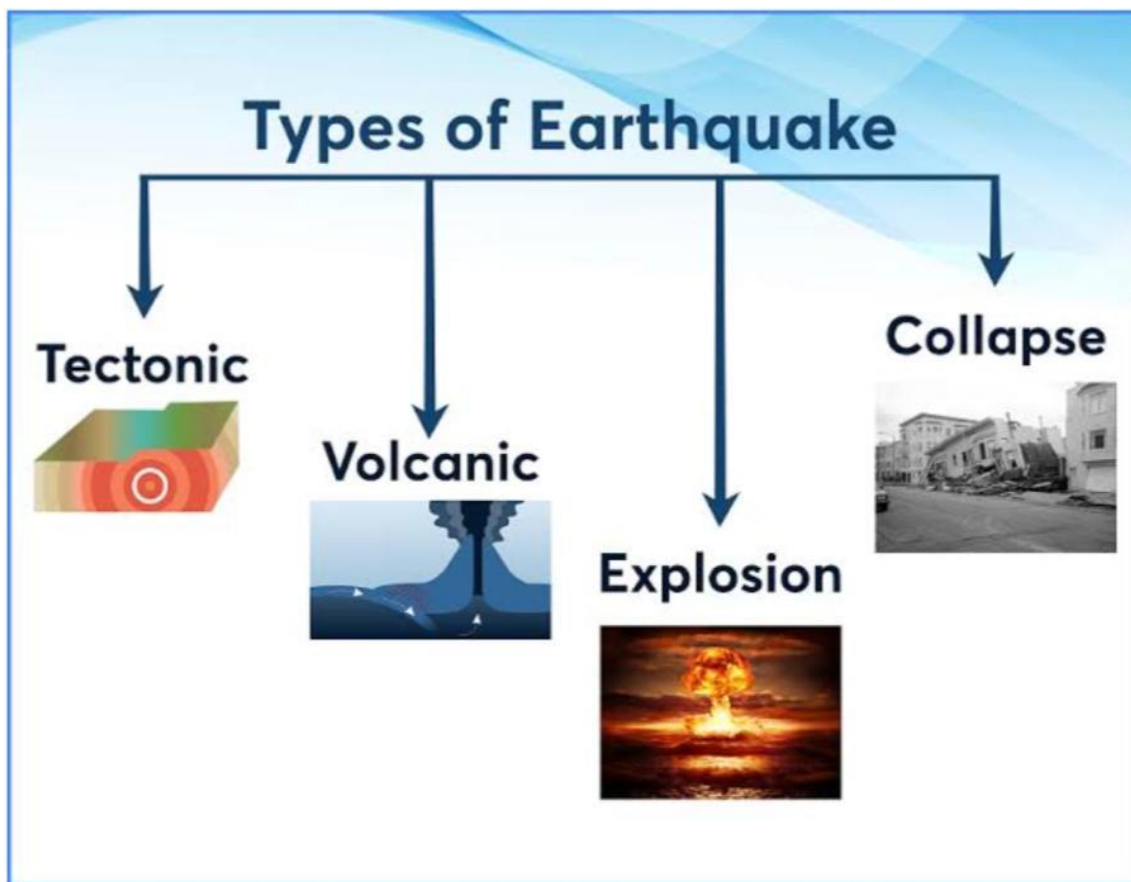 Types of Earthquake
Tectonic
Volcanic
Explosion
Collapse